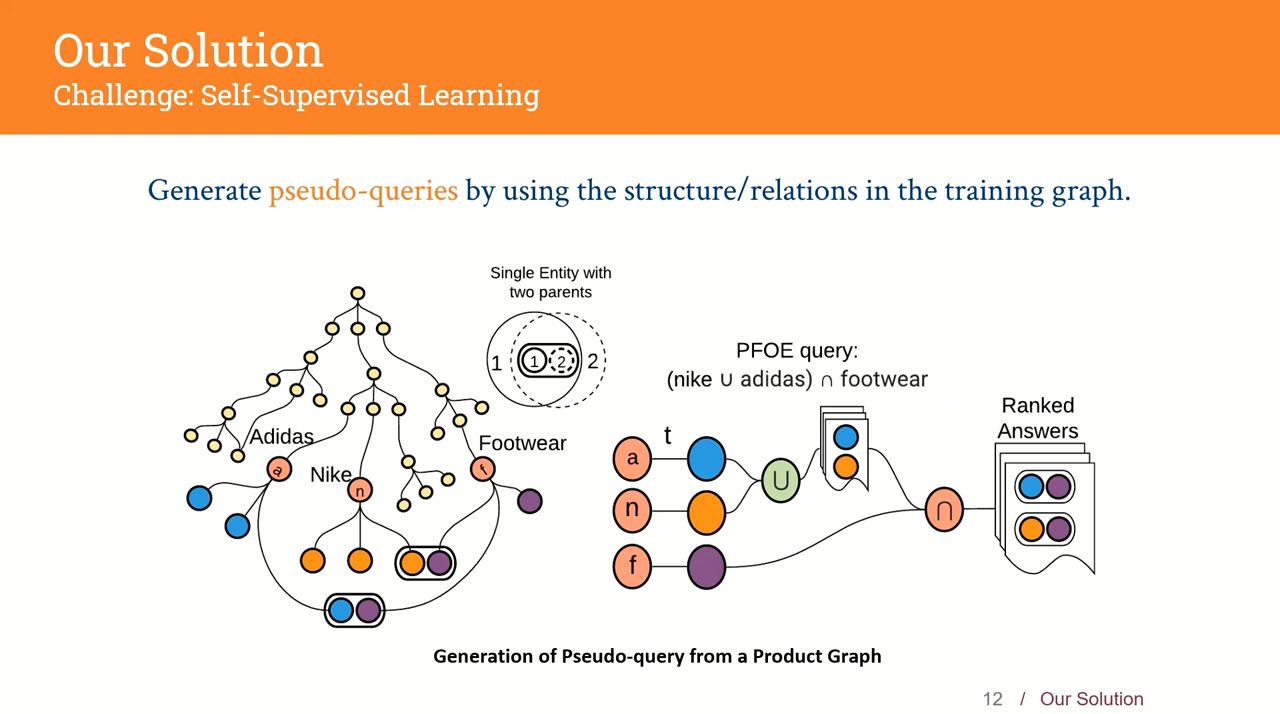 Our Solution
Challenge: Self-Supervised Learning
Generate pseudo-queries by using the structure/relations in the training graph.
Single Entity with
two parents
1
1
2
2
PFOE query:
(nike ∪ adidas) ∩ footwear
Ranked
Answers
Adidas
Nike
Footwear
a
n
f
t
a
n
f
∪
∩
Generation of Pseudo-query from a Product Graph
12 / Our Solution